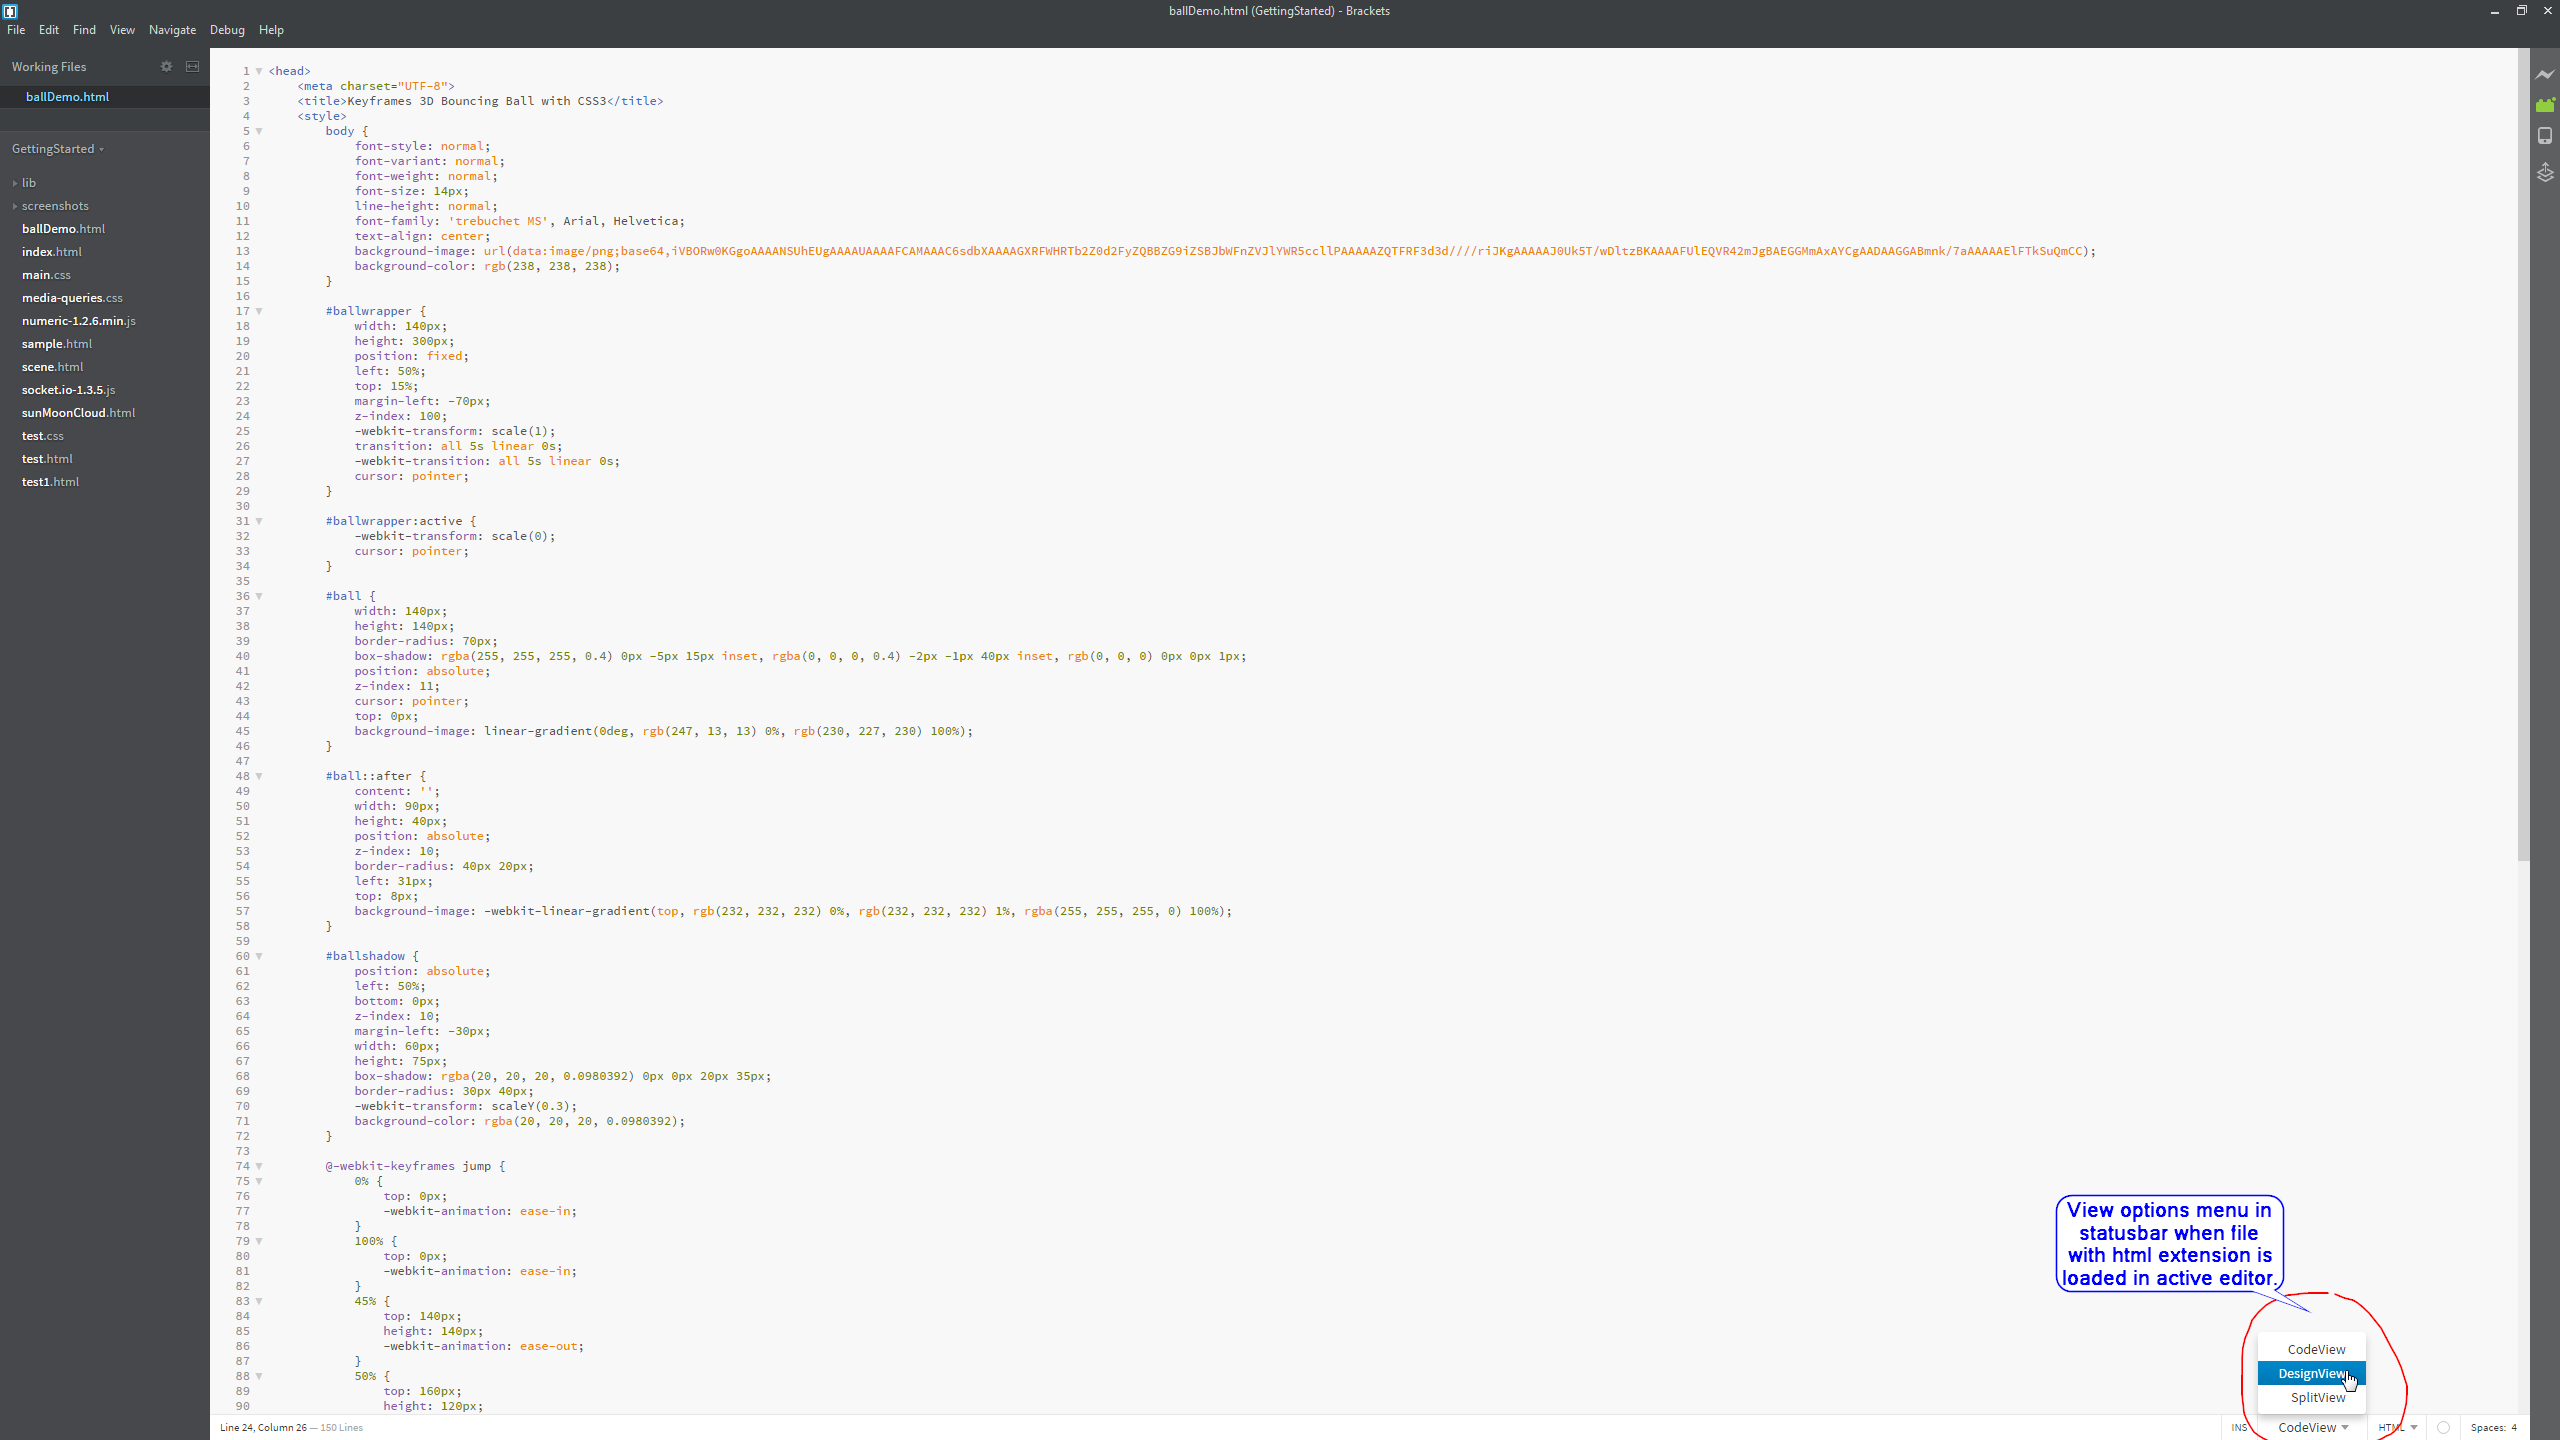 ballDemo.html (GettingStarted) - Brackets
File Edit Find View Navigate Debug Help
Working Files
ballDemo.html
GettingStarted
lib
screenshots
ballDemo.html
index.html
main.css
media-queries.css
numeric-1.2.6.min.js
sample.html
scene.html
socket.io-1.3.5.js
sunMoonCloud.html
test.css
test.html
test1.html
1 <head>
2 <meta charset="UTF-8">
3 <title>Keyframes 3D Bouncing Ball with CSS3</title>
4 <style>
5 body {
6 font-style: normal;
7 font-variant: normal;
8 font-weight: normal;
9 font-size: 14px;
10 line-height: normal;
11 font-family: 'trebuchet MS', Arial, Helvetica;
12 text-align: center;
13 background-image: url(data:image/png;base64,
14 background-color: rgb(238, 238, 238);
15 }
16
17 #ballwrapper {
18 width: 140px;
19 height: 300px;
20 position: fixed;
21 left: 50%;
22 top: 15%;
23 margin-left: -70px;
24 z-index: 100;
25 -webkit-transform: scale(1);
26 transition: all 5s linear 0s;
27 -webkit-transition: all 5s linear 0s;
28 cursor: pointer;
29 }
30
31 #ballwrapper:active {
32 -webkit-transform: scale(0);
33 cursor: pointer;
34 }
35
36 #ball {
37 width: 140px;
38 height: 140px;
39 border-radius: 70px;
40 box-shadow: rgba(255, 255, 255, 0.4) 0px -5px 15px inset, rgba(0, 0, 0, 0.4) -2px -1px 40px inset, rgb(0, 0, 0) 0px 0px 1px;
41 position: absolute;
42 z-index: 11;
43 cursor: pointer;
44 top: 0px;
45 background-image: linear-gradient(0deg, rgb(247, 13, 13) 0%, rgb(230, 227, 230) 100%);
46 }
47
48 #ball::after {
49 content: '';
50 width: 90px;
51 height: 40px;
52 position: absolute;
53 z-index: 10;
54 border-radius: 40px 20px;
55 left: 31px;
56 top: 8px;
57 background-image: -webkit-linear-gradient(top, rgb(232, 232, 232) 0%, rgb(232, 232, 232) 1%, rgba(255, 255, 255, 0) 100%);
58 }
59
60 #ballshadow {
61 position: absolute;
62 left: 50%;
63 bottom: 0px;
64 z-index: 10;
65 margin-left: -30px;
66 width: 60px;
67 height: 75px;
68 box-shadow: rgba(20, 20, 20, 0.0980392) 0px 0px 20px 35px;
69 border-radius: 30px 40px;
70 -webkit-transform: scaleY(0.3);
71 background-color: rgba(20, 20, 20, 0.0980392);
72 }
73
74 @-webkit-keyframes jump {
75 0% {
76 top: 0px;
77 -webkit-animation: ease-in;
78 }
79 100% {
80 top: 0px;
81 -webkit-animation: ease-in;
82 }
83 45% {
84 top: 140px;
85 height: 140px;
86 -webkit-animation: ease-out;
87 }
88 50% {
89 top: 160px;
90 height: 120px;
View options menu in
statusbar when file
with html extension is
loaded in active editor.
CodeView
DesignView
SplitView
Line 24, Column 26 — 150 Lines
INS CodeView HTML Spaces: 4